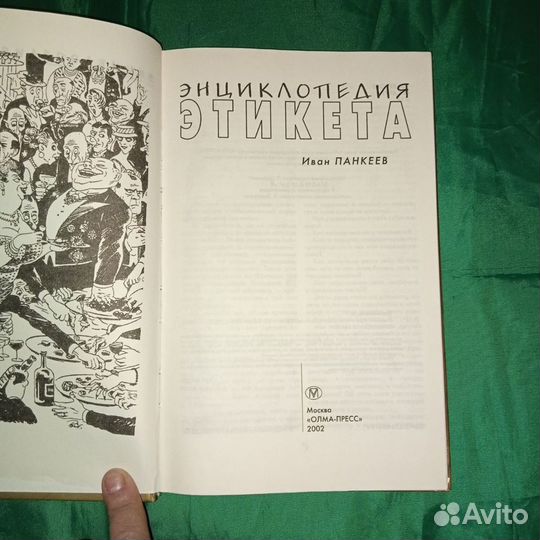 ЭНЦИКЛОПЕДИЯ
ЭТИКЕТА
Иван ПАНКЕЕВ
Москва
«ОЛМА-ПРЕСС»
2002
Avito